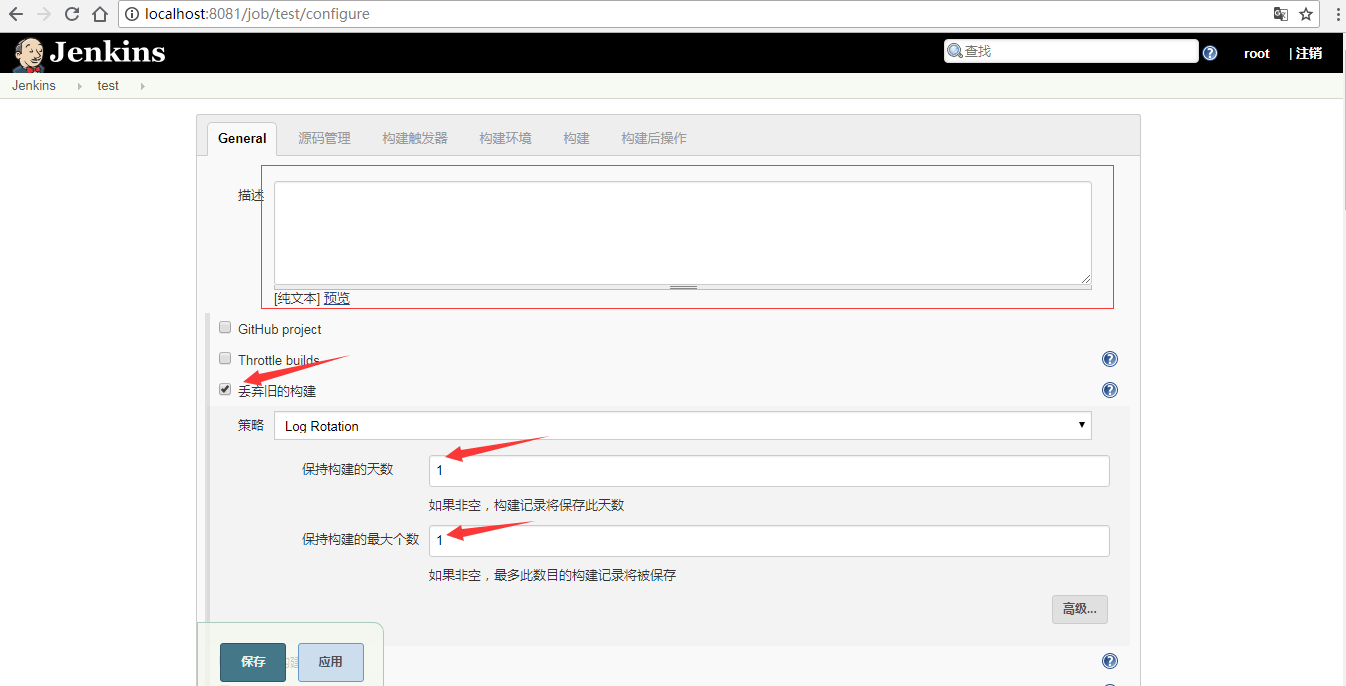 localhost:8081/job/test/configure
Jenkins
查找
root
| 注销
Jenkins
test
General 源码管理 构建触发器 构建环境 构建 构建后操作
描述
[纯文本] 预览
GitHub project
Throttle builds
丢弃旧的构建
策略 Log Rotation
保持构建的天数 1
如果非空，构建记录将保存此天数
保持构建的最大个数 1
如果非空，最多此数目的构建记录将被保存
高级...
保存 应用